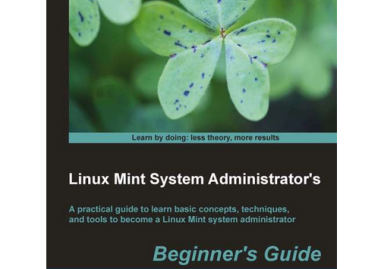 Learn by doing: less theory, more results
Linux Mint System Administrator's
A practical guide to learn basic concepts, techniques,
and tools to become a Linux Mint system administrator
Beginner's Guide